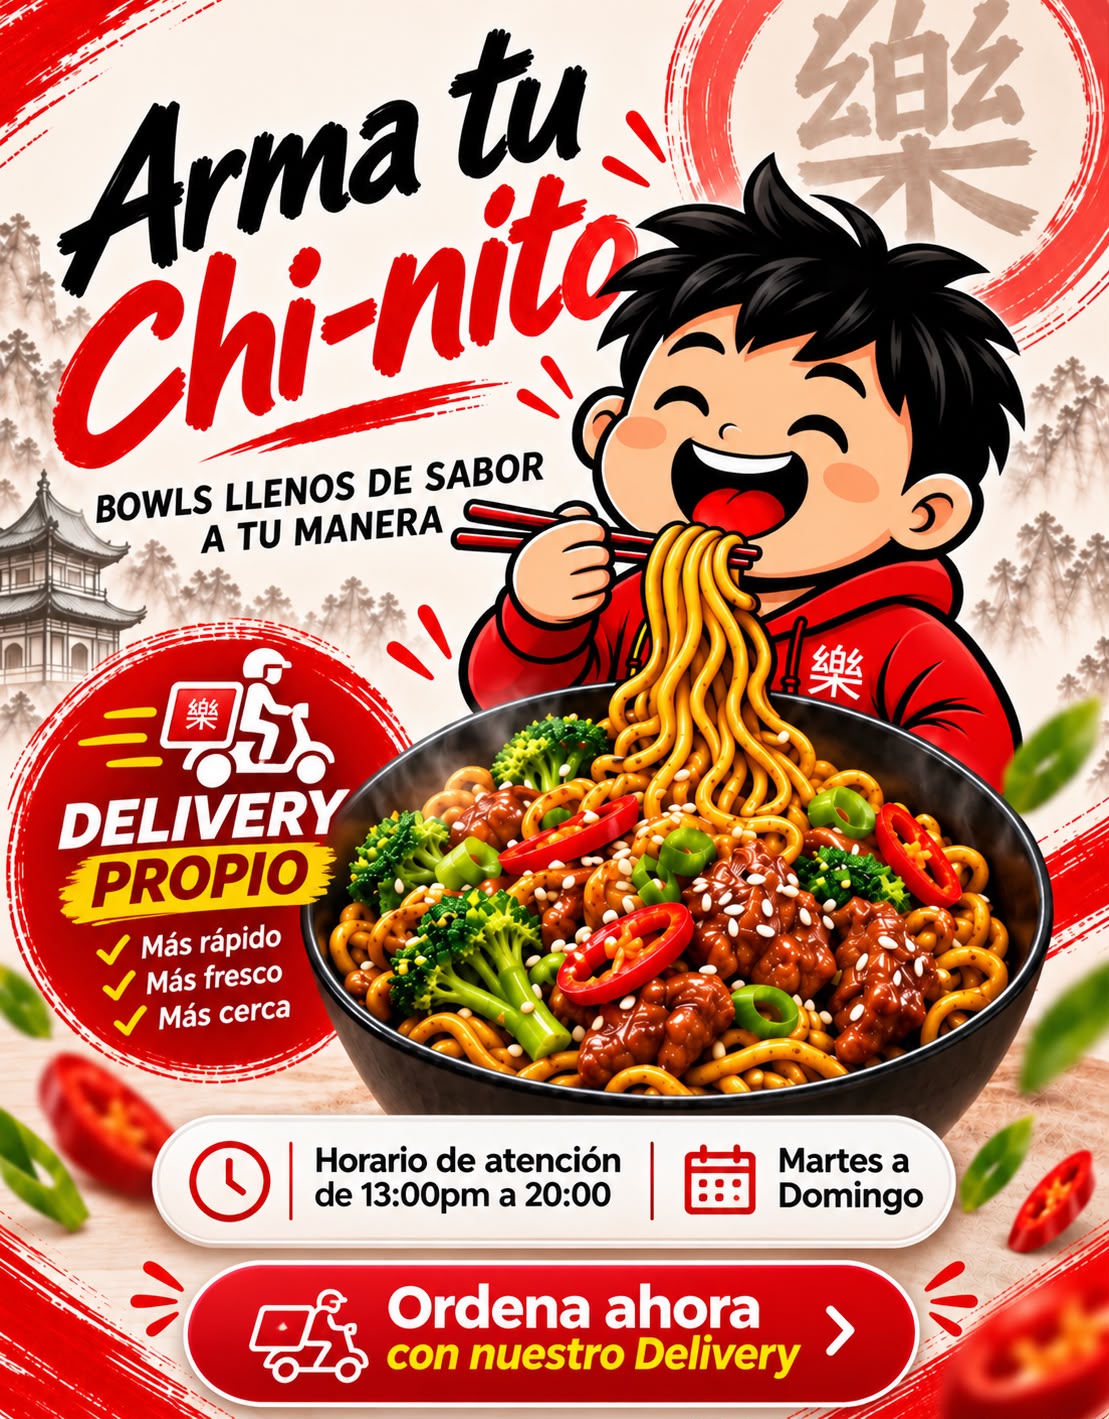 樂
Arma tu
Chi-nito
BOWLS LLENOS DE SABOR
A TU MANERA
樂
樂
DELIVERY
PROPIO
Más rápido
Más fresco
Más cerca
Horario de atención
de 13:00pm a 20:00
Martes a
Domingo
Ordena ahora
con nuestro Delivery